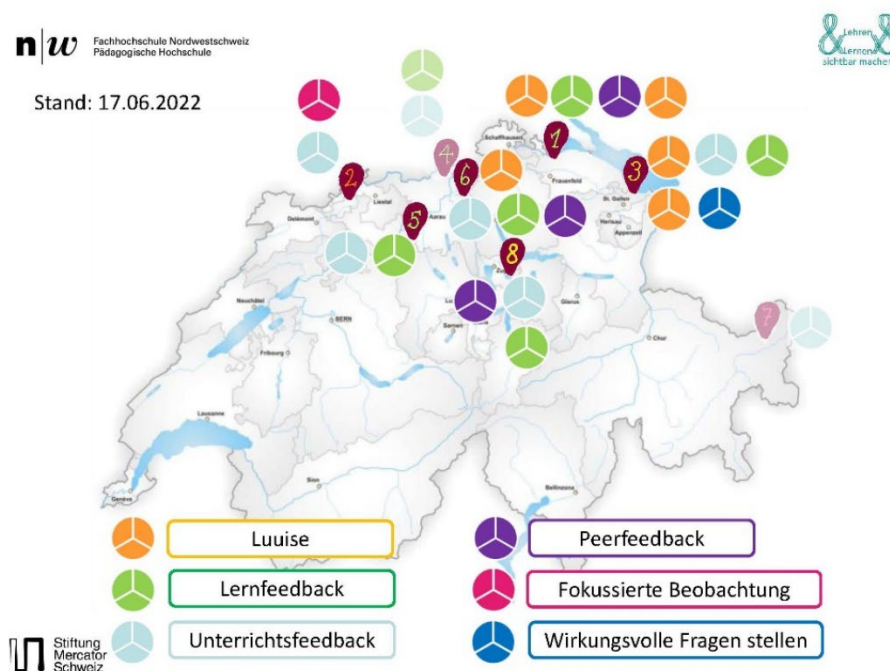 n|w Fachhochschule Nordwestschweiz
Pädagogische Hochschule
Lehren
Lernen
sichtbar machen
Stand: 17.06.2022
Schaffhausen
1
4
2
6
3
Frauenfeld
Liestal
Aarau
St. Gallen
Herisau
Appenzell
Delémont
5
8
Neuchâtel
BERN
Glarus
Sarnen
7
Chur
Fribourg
Lausanne
Sion
Bellinzona
Genève
Luuise
Peerfeedback
Lernfeedback
Fokussierte Beobachtung
Unterrichtsfeedback
Wirkungsvolle Fragen stellen
Stiftung
Mercator
Schweiz